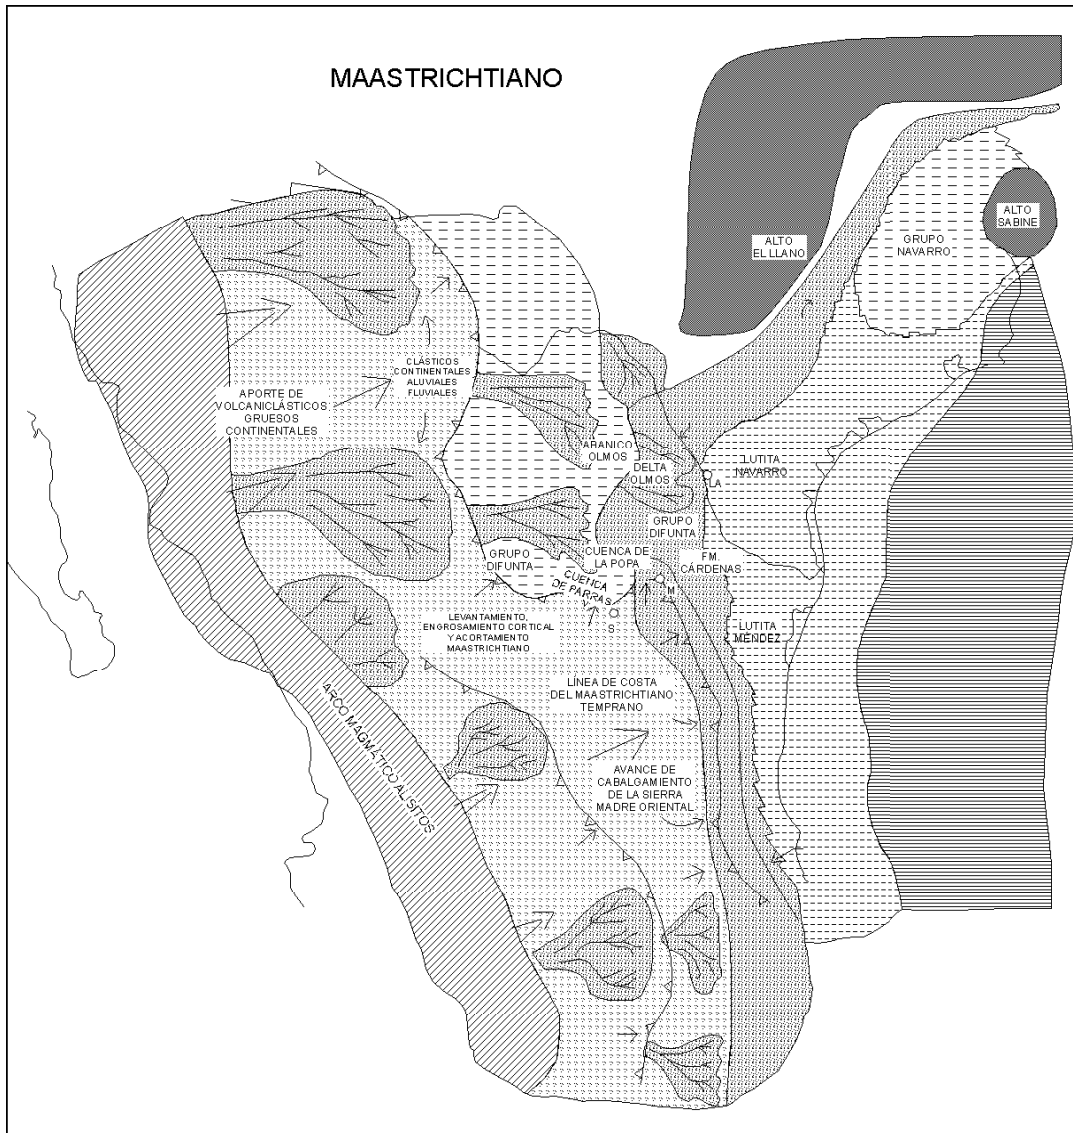 MAASTRICHTIANO
ALTO
SABINE
ALTO
EL LLANO
GRUPO
NAVARRO
CLÁSTICOS
CONTINENTALES
ALUVIALES
FLUVIALES
APORTE DE
VOLCANICLÁSTICOS
GRUESOS
CONTINENTALES
ABANICO
OLMOS
DELTA
OLMOS
LUTITA
NAVARRO
LA
GRUPO
DIFUNTA
GRUPO
DIFUNTA
CUENCA DE
LA POPA
FM.
CÁRDENAS
CUENCA
DE PARRAS
M
S
LEVANTAMIENTO,
ENGROSAMIENTO CORTICAL
Y ACORTAMIENTO
MAASTRICHTIANO
LUTITA
MÉNDEZ
LÍNEA DE COSTA
DEL MAASTRICHTIANO
TEMPRANO
ARCO MAGMÁTICO ALISITOS
AVANCE DE
CABALGAMIENTO
DE LA SIERRA
MADRE ORIENTAL